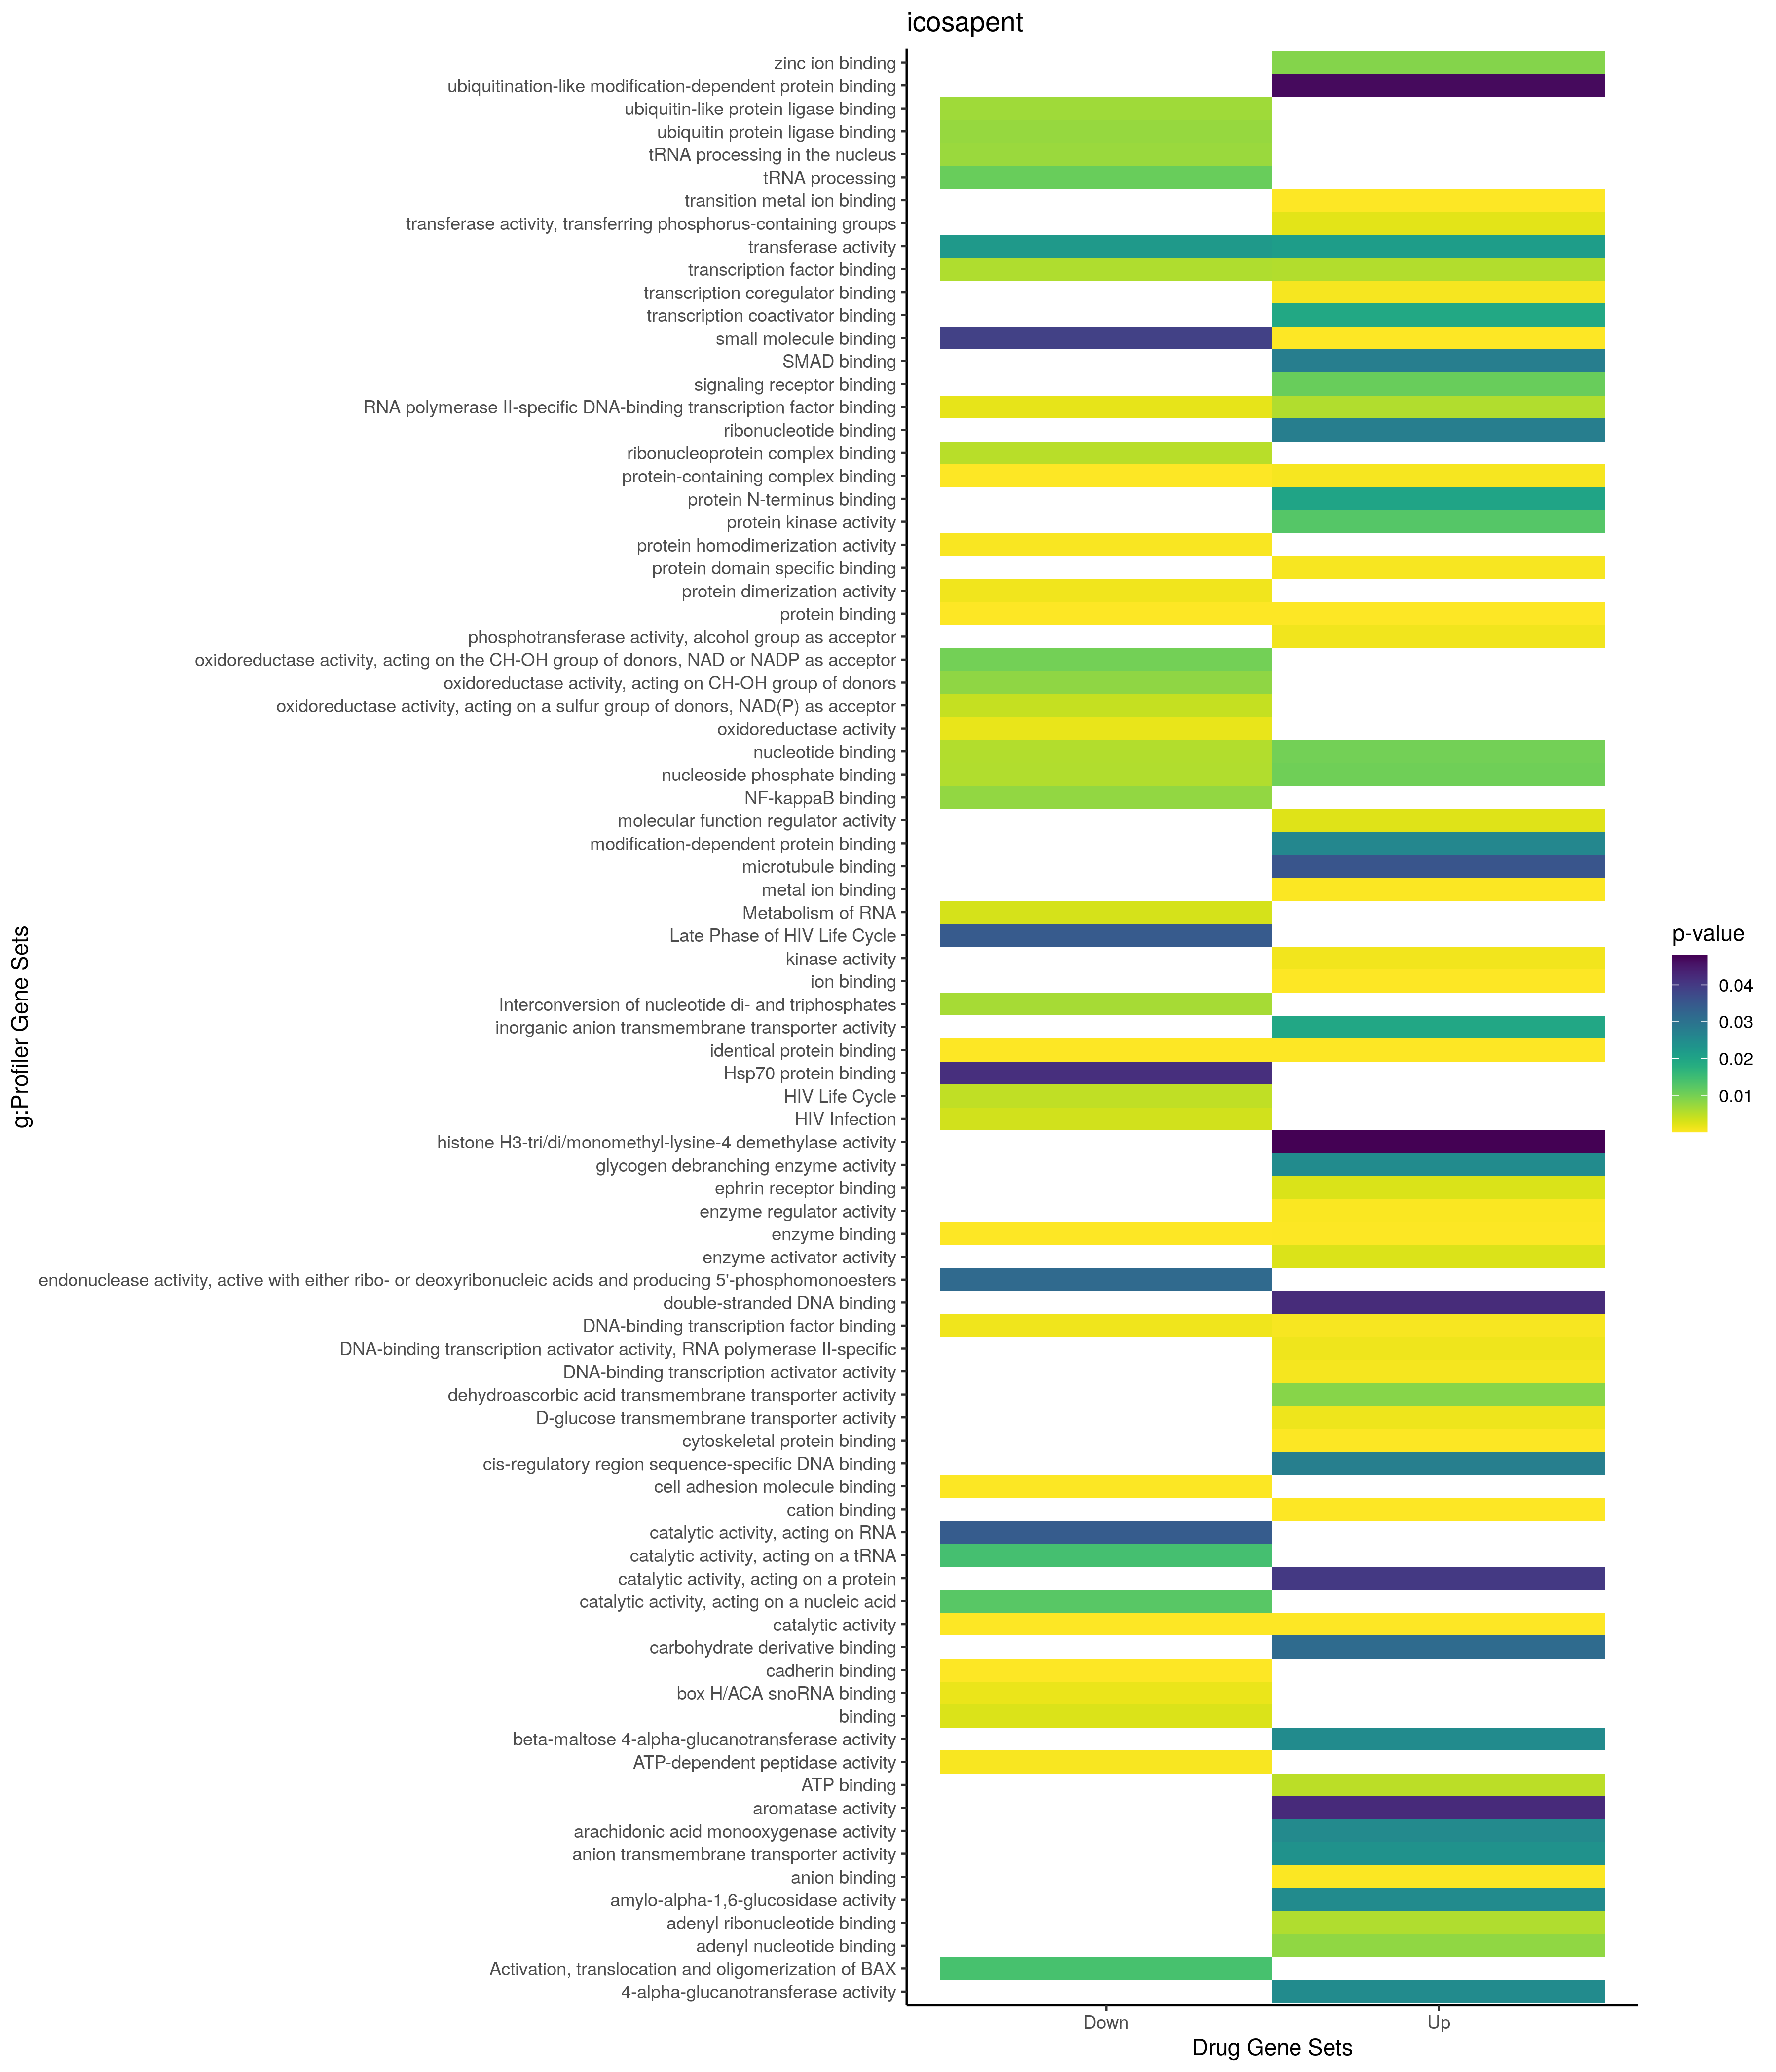 icosapent
zinc ion binding
ubiquitination-like modification-dependent protein binding
ubiquitin-like protein ligase binding
ubiquitin protein ligase binding
tRNA processing in the nucleus
tRNA processing
transition metal ion binding
transferase activity, transferring phosphorus-containing groups
transferase activity
transcription factor binding
transcription coregulator binding
transcription coactivator binding
small molecule binding
SMAD binding
signaling receptor binding
RNA polymerase II-specific DNA-binding transcription factor binding
ribonucleotide binding
ribonucleoprotein complex binding
protein-containing complex binding
protein N-terminus binding
protein kinase activity
protein homodimerization activity
protein domain specific binding
protein dimerization activity
protein binding
phosphotransferase activity, alcohol group as acceptor
oxidoreductase activity, acting on the CH-OH group of donors, NAD or NADP as acceptor
oxidoreductase activity, acting on CH-OH group of donors
oxidoreductase activity, acting on a sulfur group of donors, NAD(P) as acceptor
oxidoreductase activity
nucleotide binding
nucleoside phosphate binding
NF-kappaB binding
molecular function regulator activity
modification-dependent protein binding
microtubule binding
metal ion binding
Metabolism of RNA
Late Phase of HIV Life Cycle
kinase activity
ion binding
Interconversion of nucleotide di- and triphosphates
inorganic anion transmembrane transporter activity
identical protein binding
Hsp70 protein binding
HIV Life Cycle
HIV Infection
histone H3-tri/di/monomethyl-lysine-4 demethylase activity
glycogen debranching enzyme activity
ephrin receptor binding
enzyme regulator activity
enzyme binding
enzyme activator activity
endonuclease activity, active with either ribo- or deoxyribonucleic acids and producing 5'-phosphomonoesters
double-stranded DNA binding
DNA-binding transcription factor binding
DNA-binding transcription activator activity, RNA polymerase II-specific
DNA-binding transcription activator activity
dehydroascorbic acid transmembrane transporter activity
D-glucose transmembrane transporter activity
cytoskeletal protein binding
cis-regulatory region sequence-specific DNA binding
cell adhesion molecule binding
cation binding
catalytic activity, acting on RNA
catalytic activity, acting on a tRNA
catalytic activity, acting on a protein
catalytic activity, acting on a nucleic acid
catalytic activity
carbohydrate derivative binding
cadherin binding
box H/ACA snoRNA binding
binding
beta-maltose 4-alpha-glucanotransferase activity
ATP-dependent peptidase activity
ATP binding
aromatase activity
arachidonic acid monooxygenase activity
anion transmembrane transporter activity
anion binding
amylo-alpha-1,6-glucosidase activity
adenyl ribonucleotide binding
adenyl nucleotide binding
Activation, translocation and oligomerization of BAX
4-alpha-glucanotransferase activity
g:Profiler Gene Sets
Down
Up
Drug Gene Sets
p-value
0.04
0.03
0.02
0.01